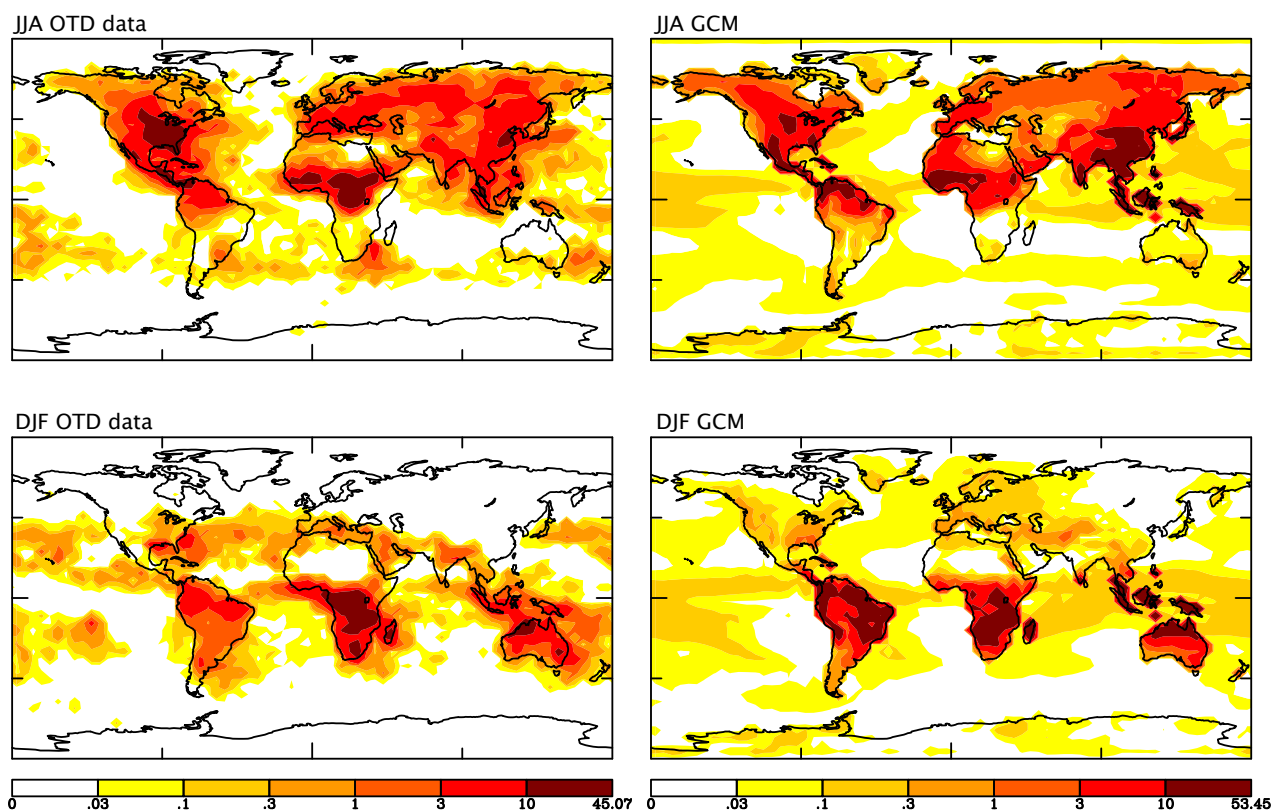 JJA OTD data
JJA GCM
DJF OTD data
DJF GCM
0 .03 .1 .3 1 3 10 45.07
0 .03 .1 .3 1 3 10 53.45